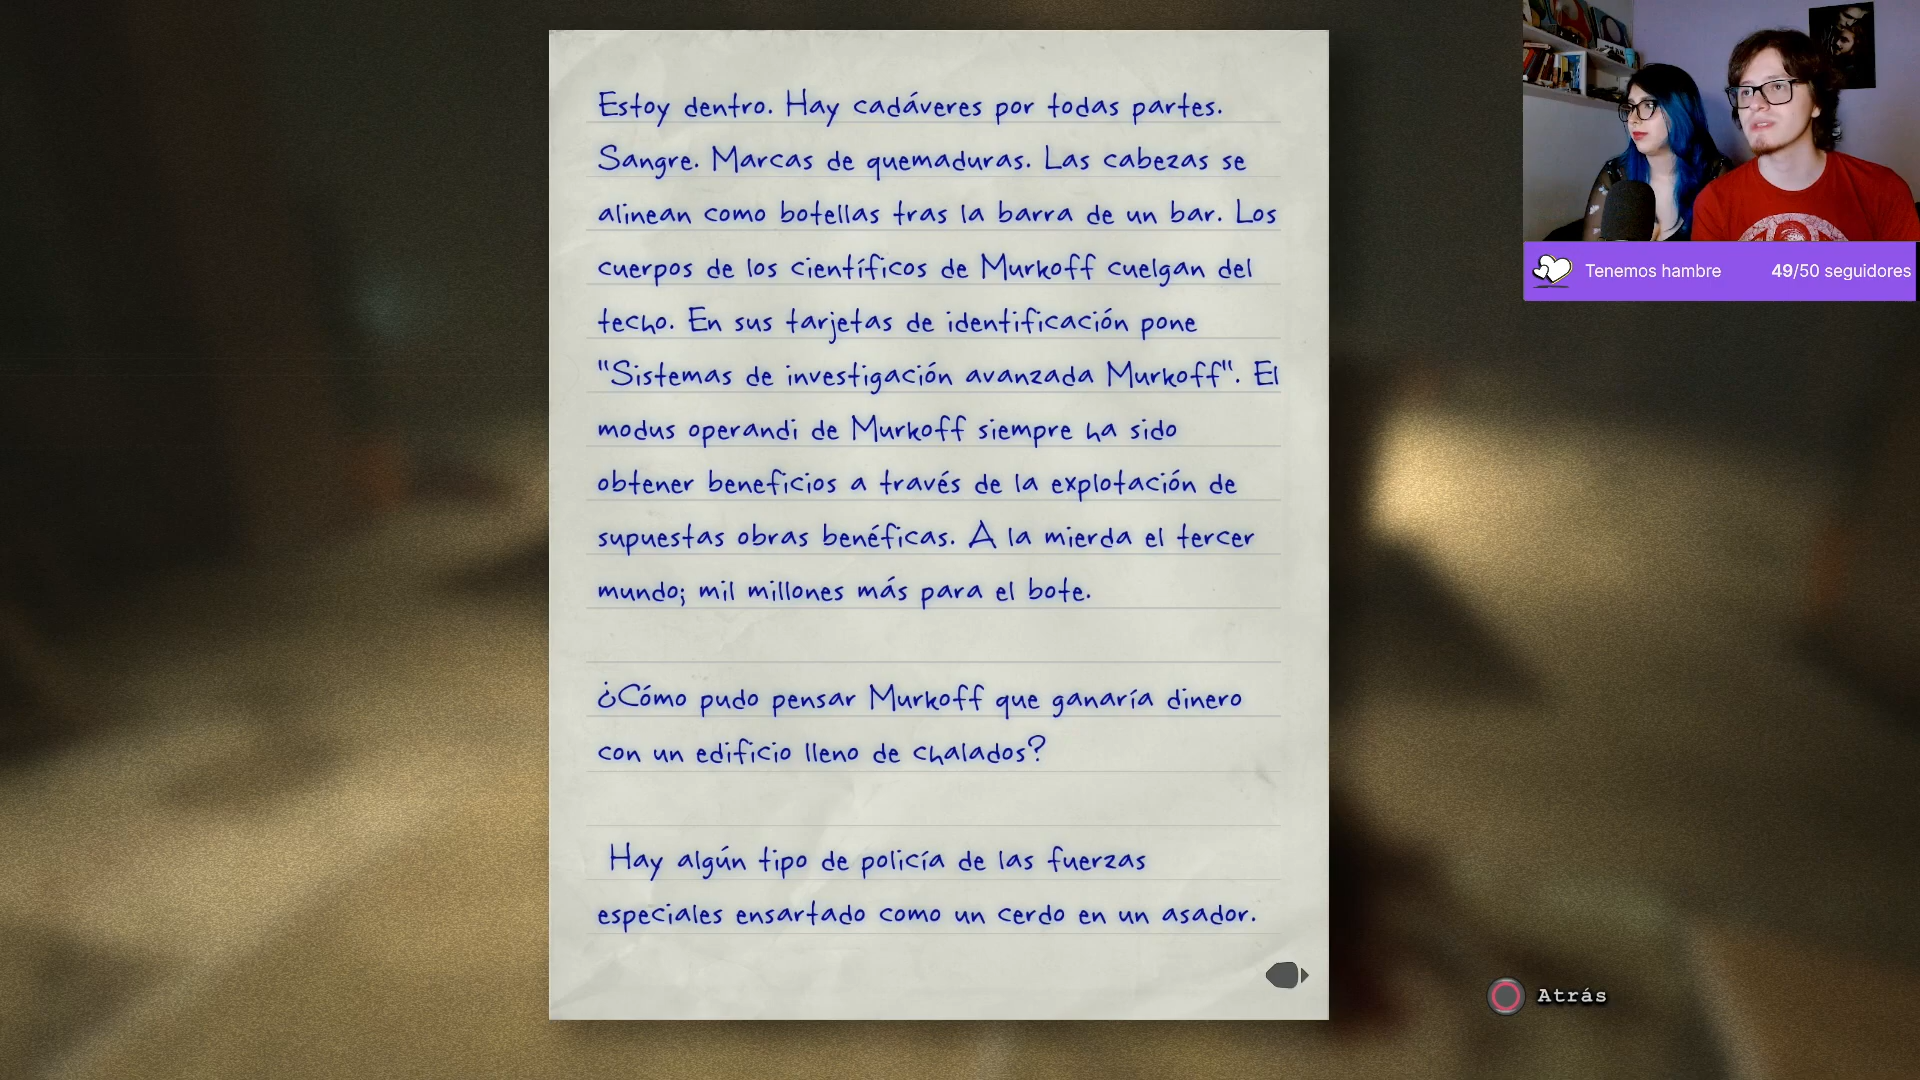 Estoy dentro. Hay cadáveres por todas partes.
Sangre. Marcas de quemaduras. Las cabezas se
alinean como botellas tras la barra de un bar. Los
cuerpos de los científicos de Murkoff cuelgan del
techo. En sus tarjetas de identificación pone
"Sistemas de investigación avanzada Murkoff". El
modus operandi de Murkoff siempre ha sido
obtener beneficios a través de la explotación de
supuestas obras benéficas. A la mierda el tercer
mundo; mil millones más para el bote.
¿Cómo pudo pensar Murkoff que ganaría dinero
con un edificio lleno de chalados?
Hay algún tipo de policía de las fuerzas
especiales ensartado como un cerdo en un asador.
Atrás
Tenemos hambre 49/50 seguidores